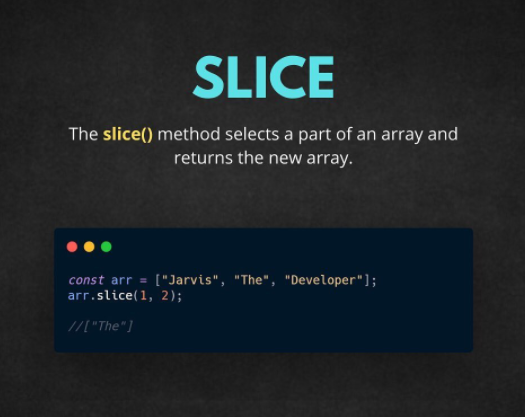 SLICE
The slice() method selects a part of an array and
returns the new array.
const arr = ["Jarvis", "The", "Developer"];
arr.slice(1, 2);
//["The"]